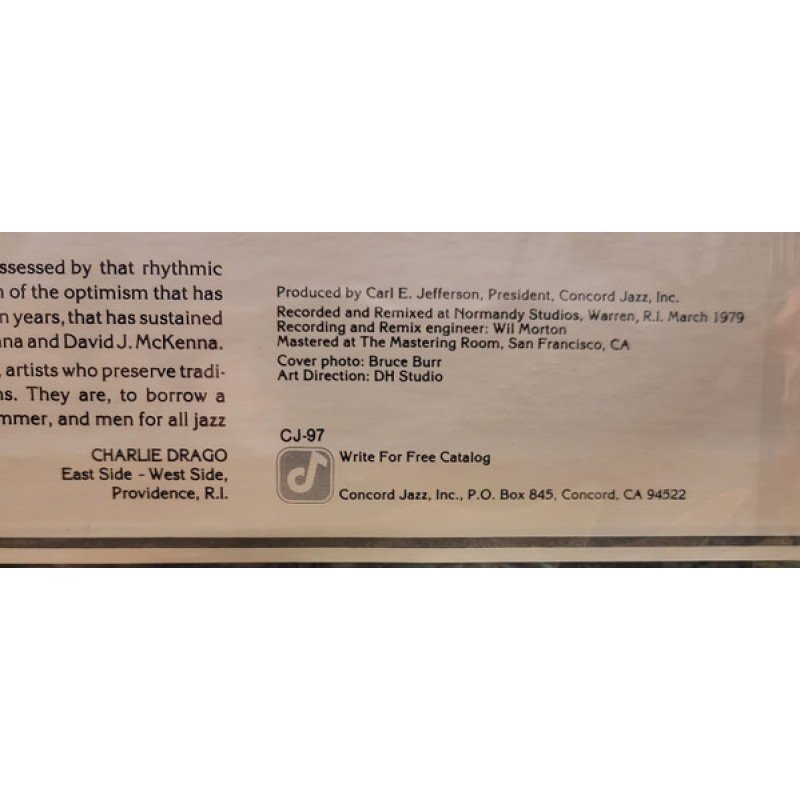 ssessed by that rhythmic
n of the optimism that has
n years, that has sustained
nna and David J. McKenna.
, artists who preserve tradi-
ns. They are, to borrow a
mmer, and men for all jazz
CHARLIE DRAGO
East Side - West Side,
Providence, R.I.
Produced by Carl E. Jefferson, President, Concord Jazz, Inc.
Recorded and Remixed at Normandy Studios, Warren, R.I. March 1979
Recording and Remix engineer: Wil Morton
Mastered at The Mastering Room, San Francisco, CA
Cover photo: Bruce Burr
Art Direction: DH Studio
CJ-97
Write For Free Catalog
Concord Jazz, Inc., P.O. Box 845, Concord, CA 94522